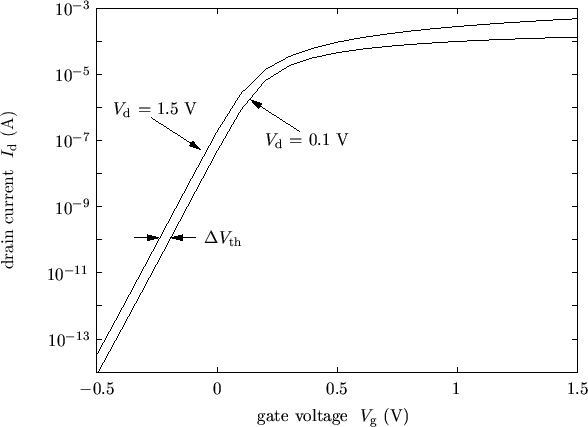 10⁻³
10⁻⁵
10⁻⁷
10⁻⁹
10⁻¹¹
10⁻¹³
drain current I_d (A)
V_d = 1.5 V
V_d = 0.1 V
ΔV_th
−0.5 0 0.5 1 1.5
gate voltage V_g (V)